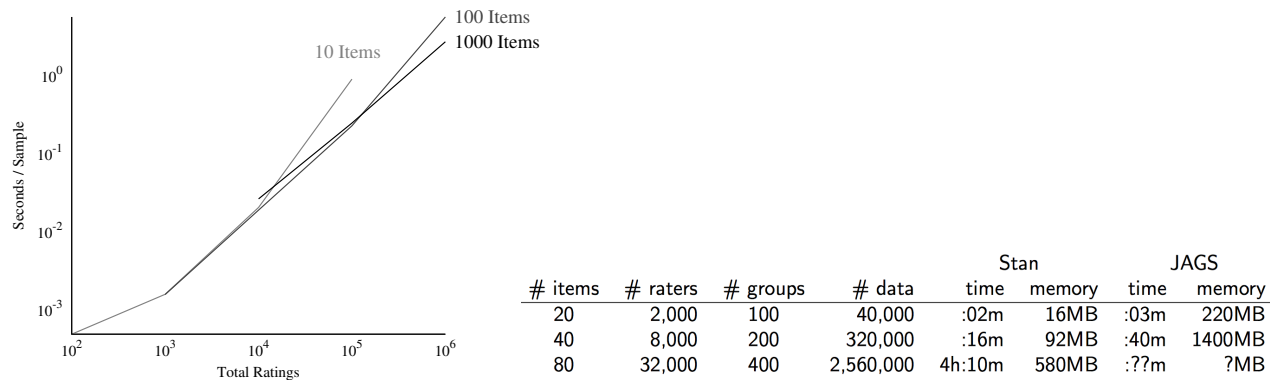 100 Items
1000 Items
10 Items
10^0
10^-1
10^-2
10^-3
Seconds / Sample
10^2 10^3 10^4 10^5 10^6
Total Ratings
Stan JAGS
# items # raters # groups # data time memory time memory
20 2,000 100 40,000 :02m 16MB :03m 220MB
40 8,000 200 320,000 :16m 92MB :40m 1400MB
80 32,000 400 2,560,000 4h:10m 580MB :??m ?MB